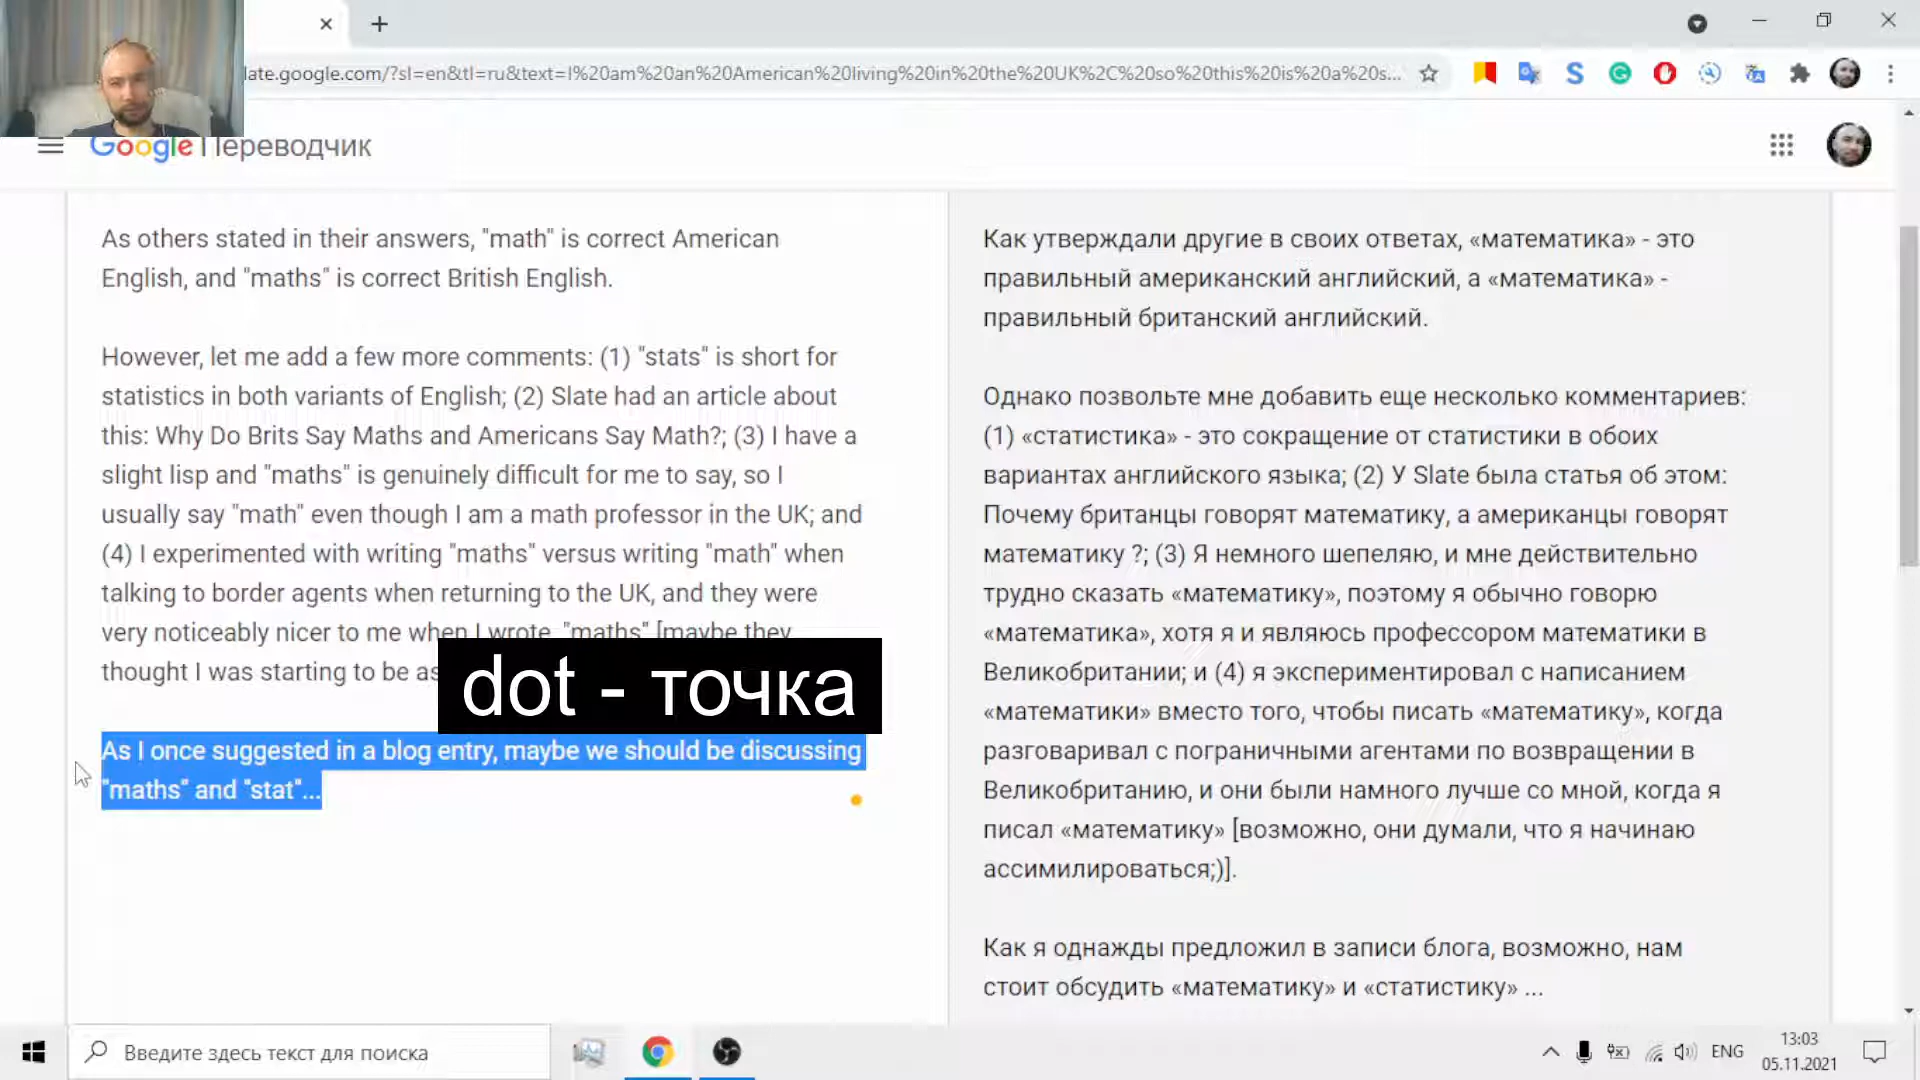 late.google.com/?sl=en&tl=ru&text=I%20am%20an%20American%20living%20in%20the%20UK%2C%20so%20this%20is%20a%20s...
Google Переводчик
As others stated in their answers, "math" is correct American
English, and "maths" is correct British English.
However, let me add a few more comments: (1) "stats" is short for
statistics in both variants of English; (2) Slate had an article about
this: Why Do Brits Say Maths and Americans Say Math?; (3) I have a
slight lisp and "maths" is genuinely difficult for me to say, so I
usually say "math" even though I am a math professor in the UK; and
(4) I experimented with writing "maths" versus writing "math" when
talking to border agents when returning to the UK, and they were
very noticeably nicer to me when I wrote "maths" [maybe they
thought I was starting to be as
dot - точка
As I once suggested in a blog entry, maybe we should be discussing
"maths" and "stat"...
Как утверждали другие в своих ответах, «математика» - это
правильный американский английский, а «математика» -
правильный британский английский.
Однако позвольте мне добавить еще несколько комментариев:
(1) «статистика» - это сокращение от статистики в обоих
вариантах английского языка; (2) У Slate была статья об этом:
Почему британцы говорят математику, а американцы говорят
математику ?; (3) Я немного шепеляю, и мне действительно
трудно сказать «математику», поэтому я обычно говорю
«математика», хотя я и являюсь профессором математики в
Великобритании; и (4) я экспериментировал с написанием
«математики» вместо того, чтобы писать «математику», когда
разговаривал с пограничными агентами по возвращении в
Великобританию, и они были намного лучше со мной, когда я
писал «математику» [возможно, они думали, что я начинаю
ассимилироваться;)].
Как я однажды предложил в записи блога, возможно, нам
стоит обсудить «математику» и «статистику» ...
Введите здесь текст для поиска
ENG
13:03
05.11.2021